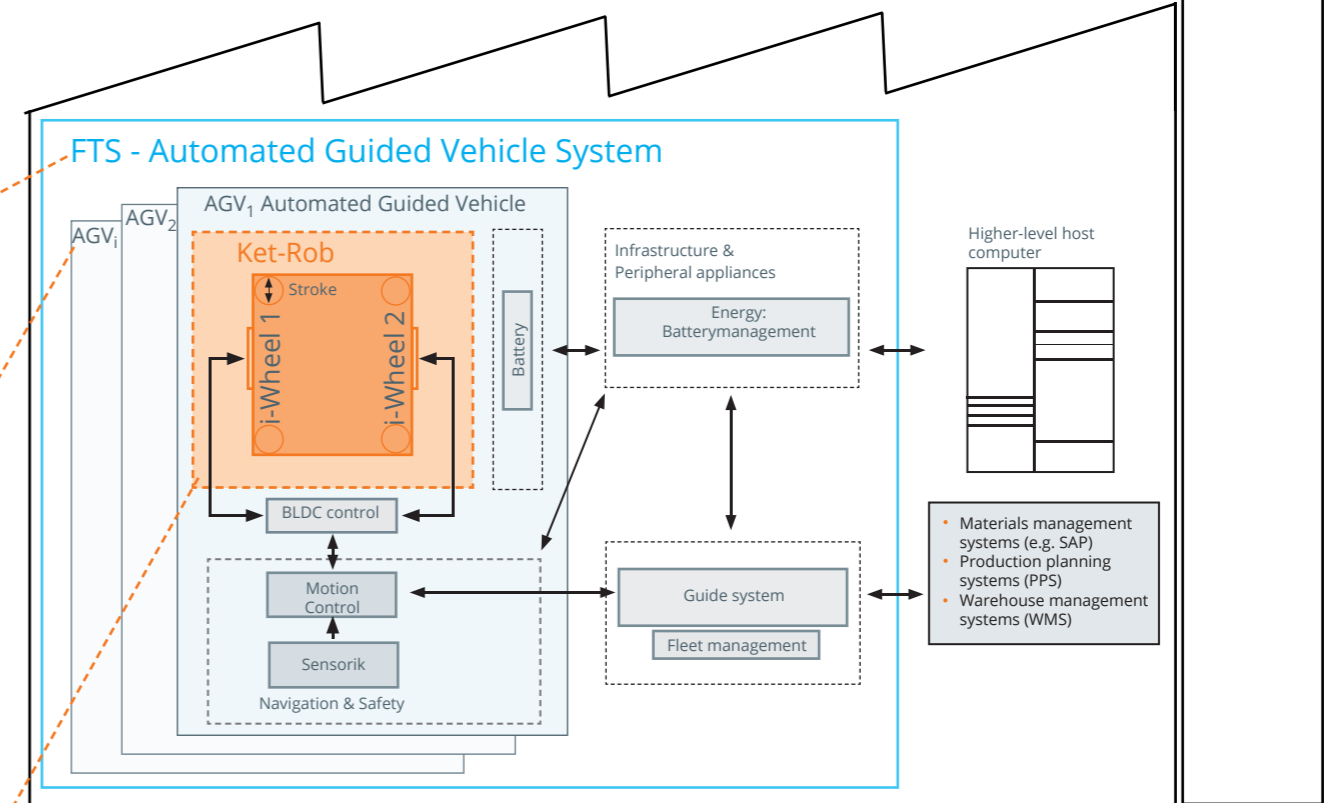 FTS - Automated Guided Vehicle System
AGVi
AGV2
AGV1 Automated Guided Vehicle
Ket-Rob
Stroke
i-Wheel 1
i-Wheel 2
Battery
BLDC control
Motion
Control
Sensorik
Navigation & Safety
Infrastructure &
Peripheral appliances
Energy:
Batterymanagement
Guide system
Fleet management
Higher-level host
computer
• Materials management
systems (e.g. SAP)
• Production planning
systems (PPS)
• Warehouse management
systems (WMS)